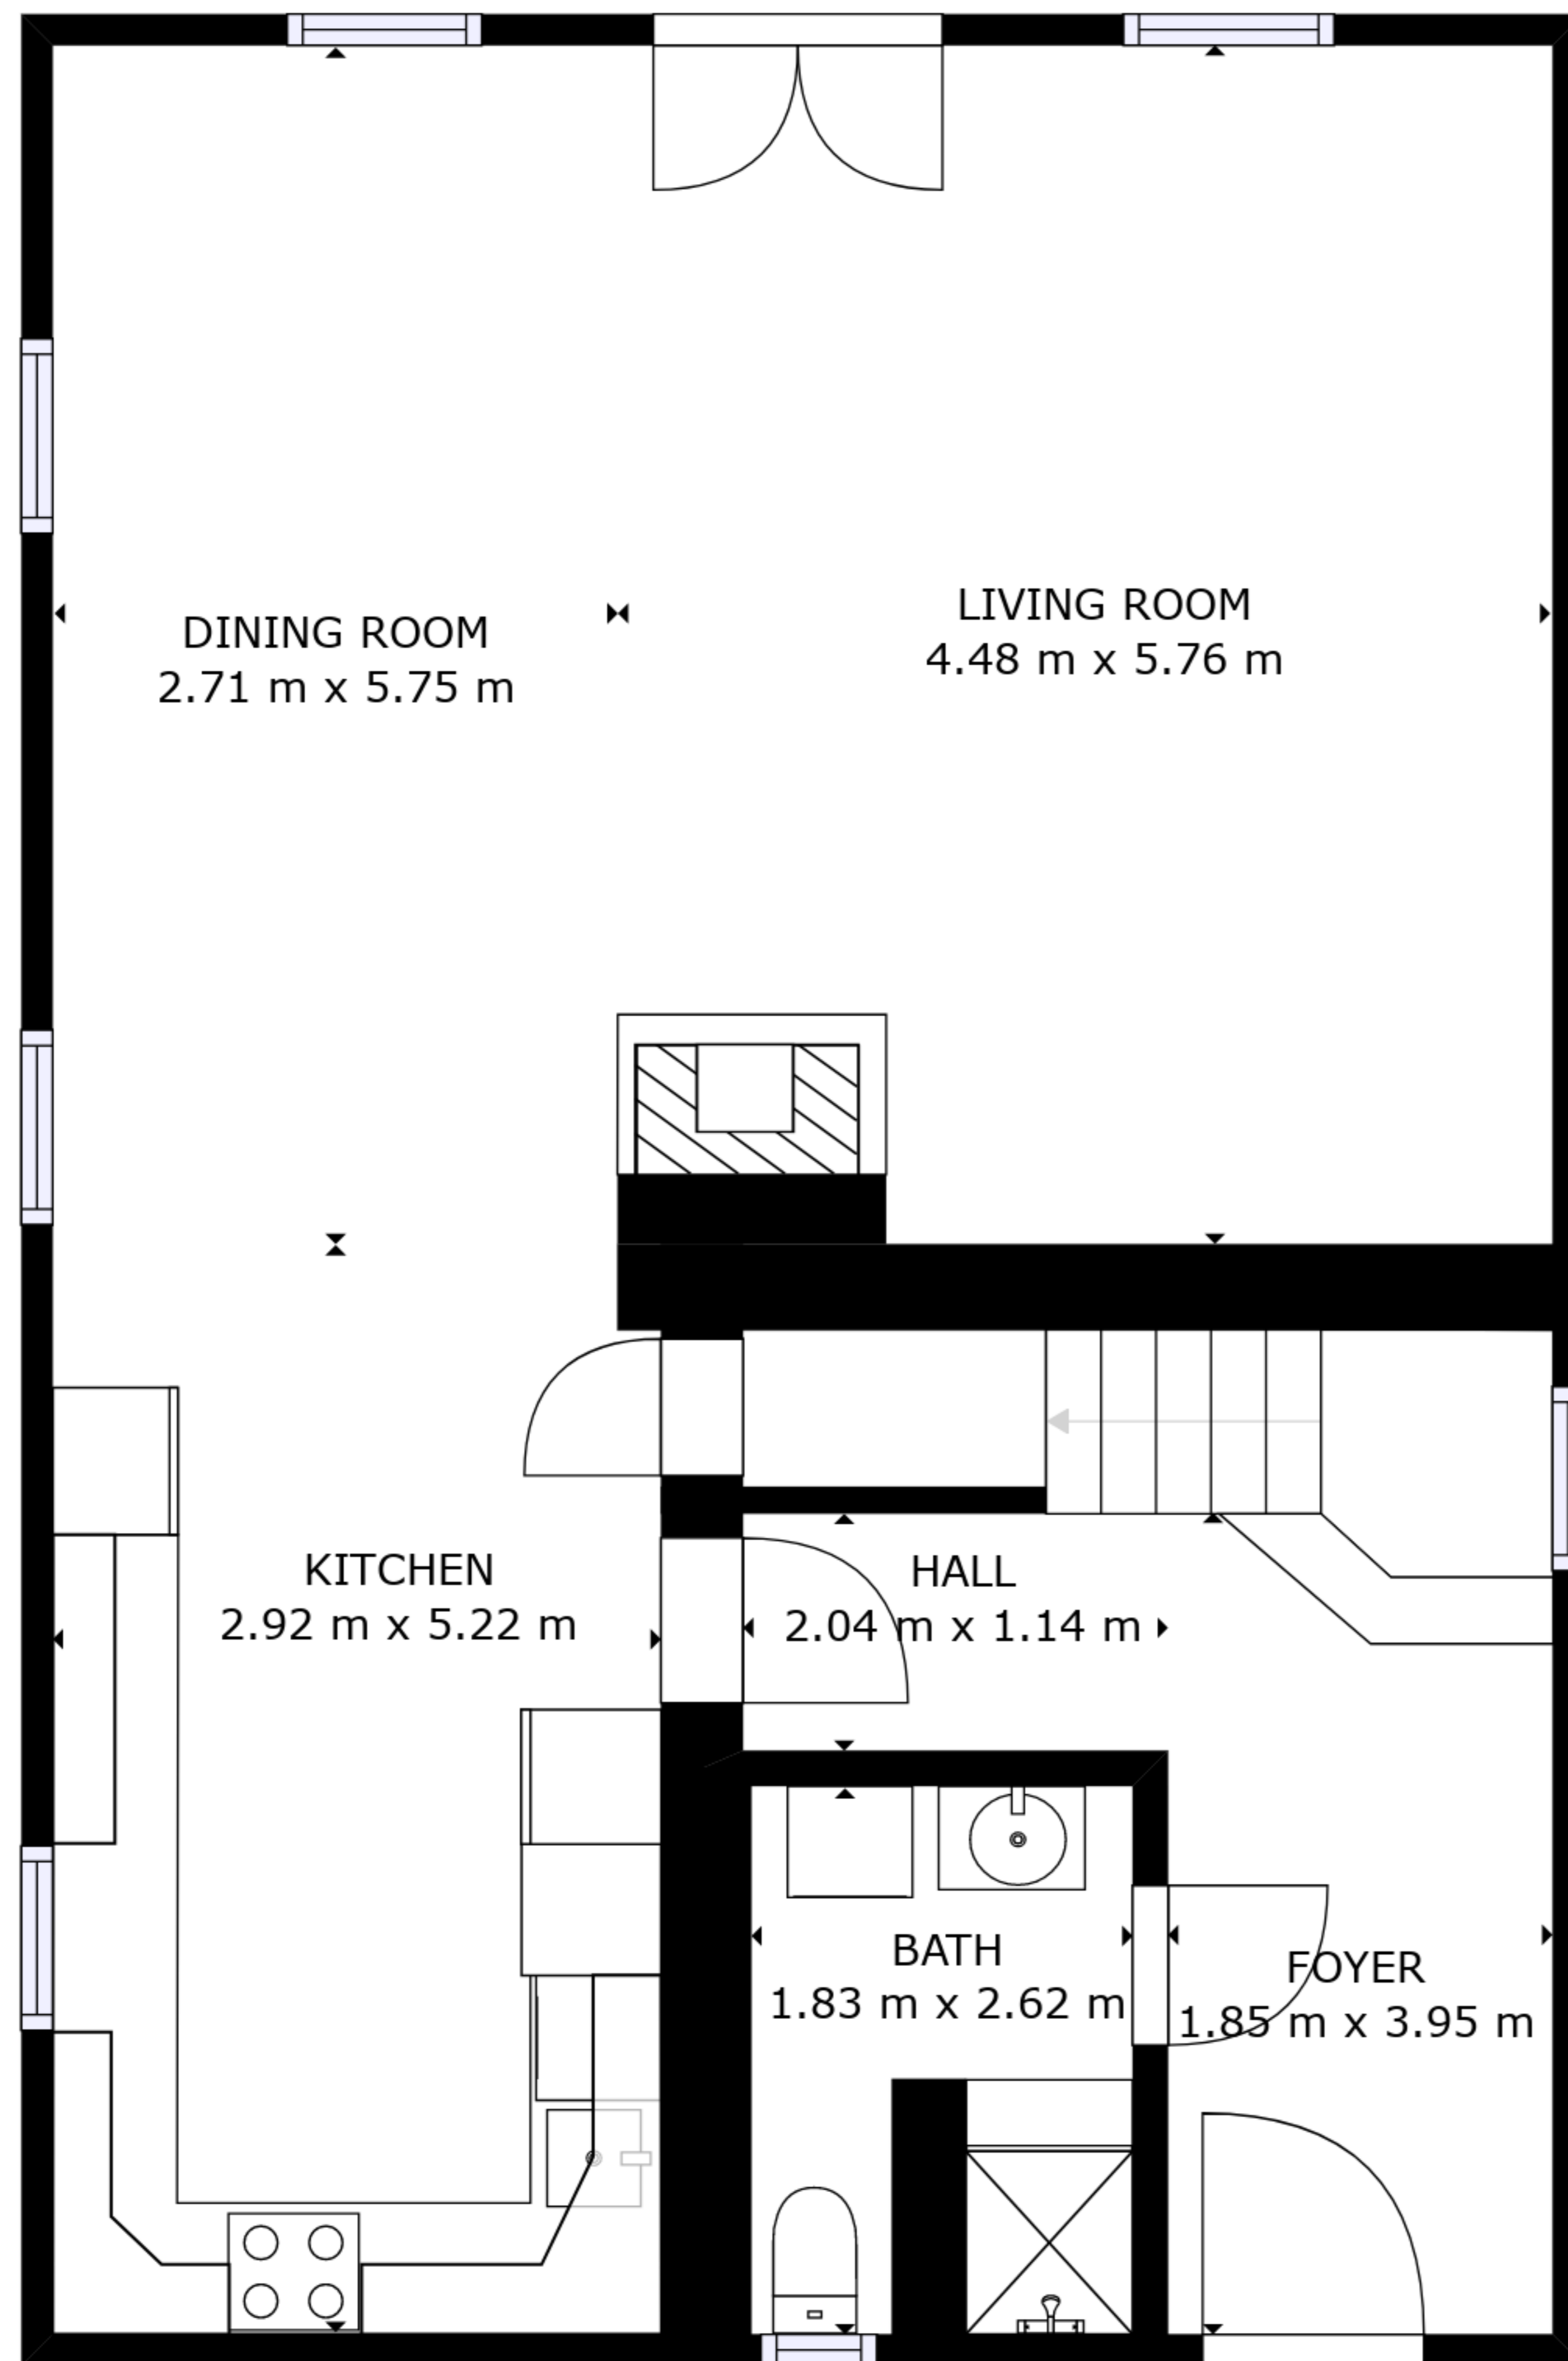 DINING ROOM
2.71 m x 5.75 m
LIVING ROOM
4.48 m x 5.76 m
KITCHEN
2.92 m x 5.22 m
HALL
2.04 m x 1.14 m
BATH
1.83 m x 2.62 m
FOYER
1.85 m x 3.95 m